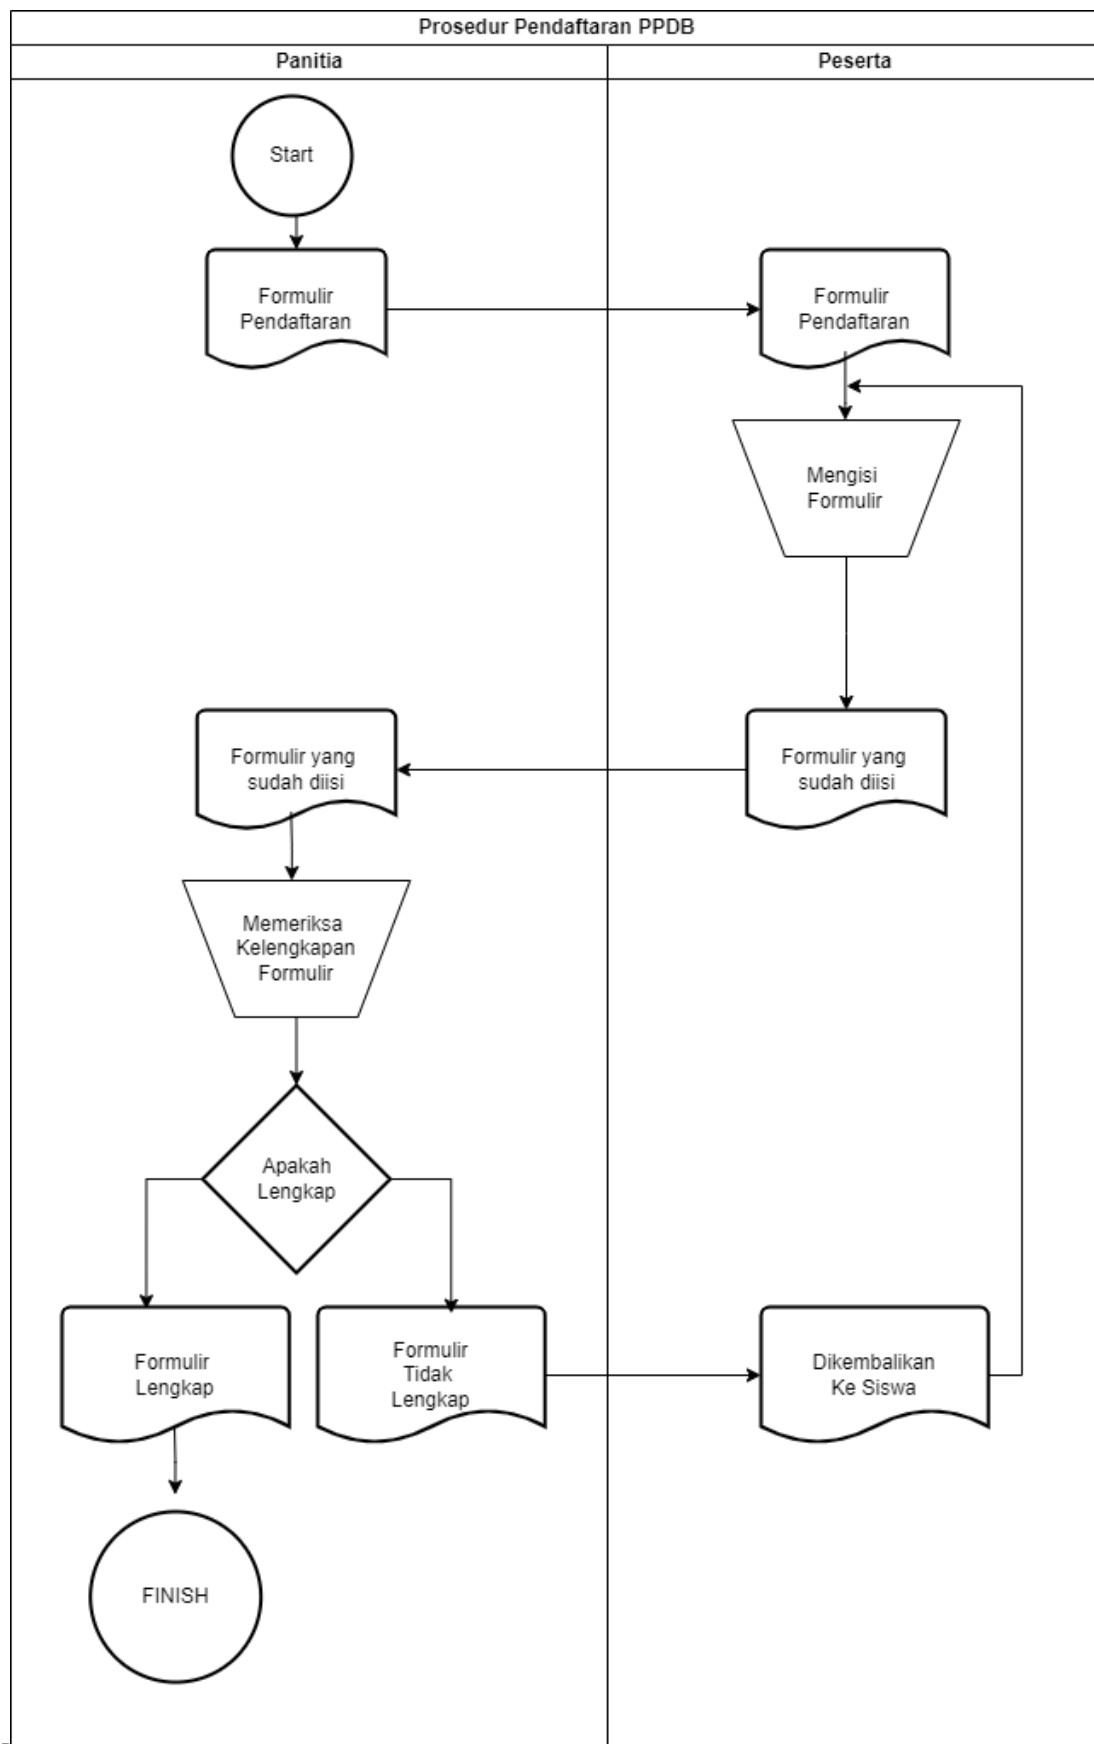 Prosedur Pendaftaran PPDB
Panitia
Peserta
Start
Formulir
Pendaftaran
Formulir
Pendaftaran
Mengisi
Formulir
Formulir yang
sudah diisi
Formulir yang
sudah diisi
Memeriksa
Kelengkapan
Formulir
Apakah
Lengkap
Formulir
Lengkap
Formulir
Tidak
Lengkap
Dikembalikan
Ke Siswa
FINISH